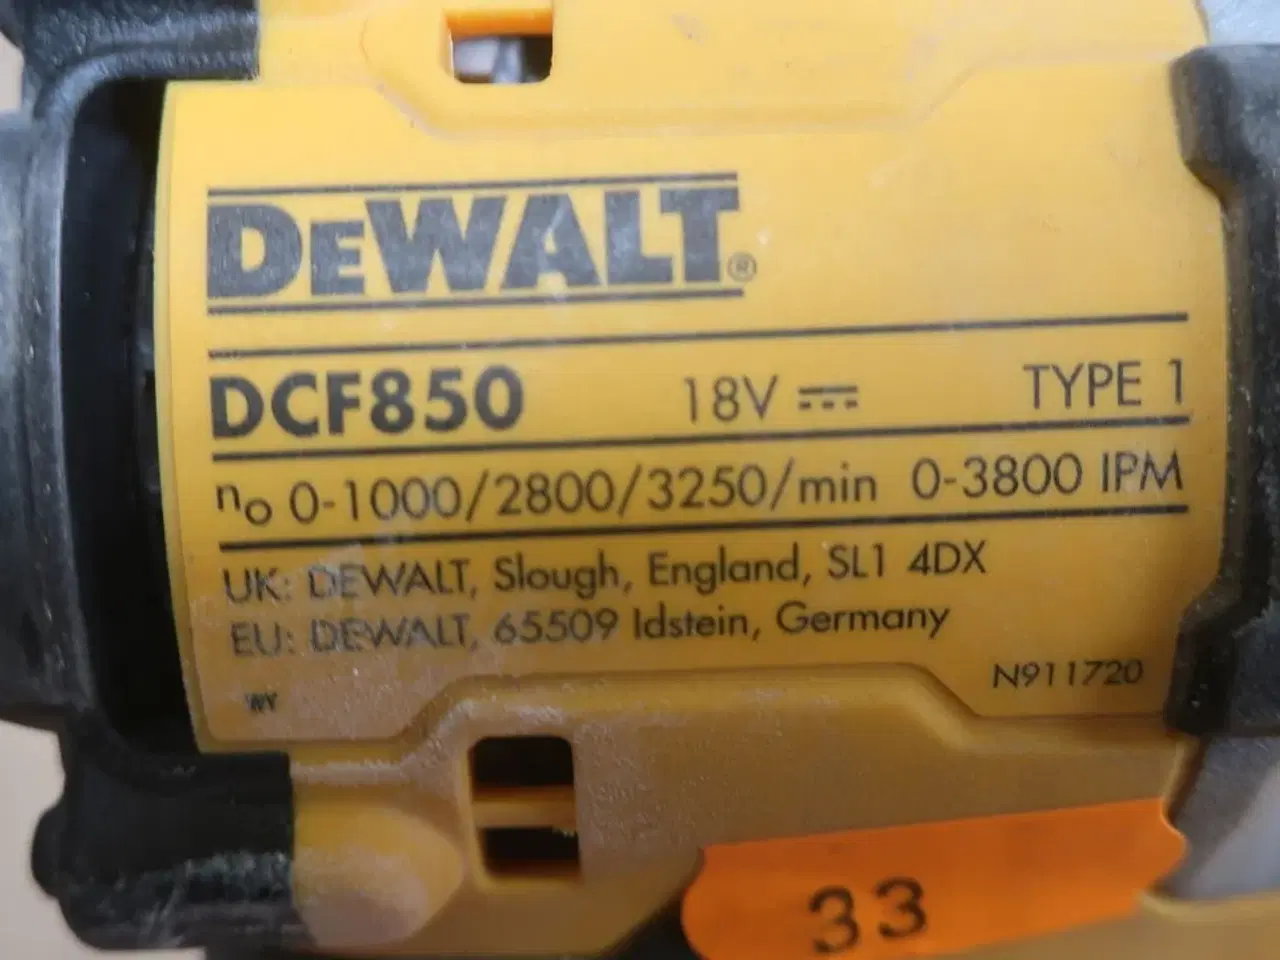 DEWALT®
DCF850 18V ⎓ TYPE 1
n₀ 0-1000/2800/3250/min 0-3800 IPM
UK: DEWALT, Slough, England, SL1 4DX
EU: DEWALT, 65509 Idstein, Germany
WY N911720
33